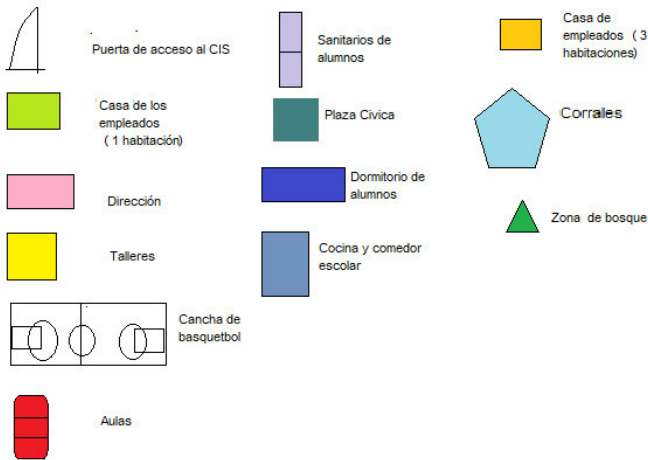 Puerta de acceso al CIS
Casa de los
empleados
( 1 habitación)
Dirección
Talleres
Cancha de
basquetbol
Aulas
Sanitarios de
alumnos
Plaza Civica
Dormitorio de
alumnos
Cocina y comedor
escolar
Casa de
empleados ( 3
habitaciones)
Corrales
Zona de bosque